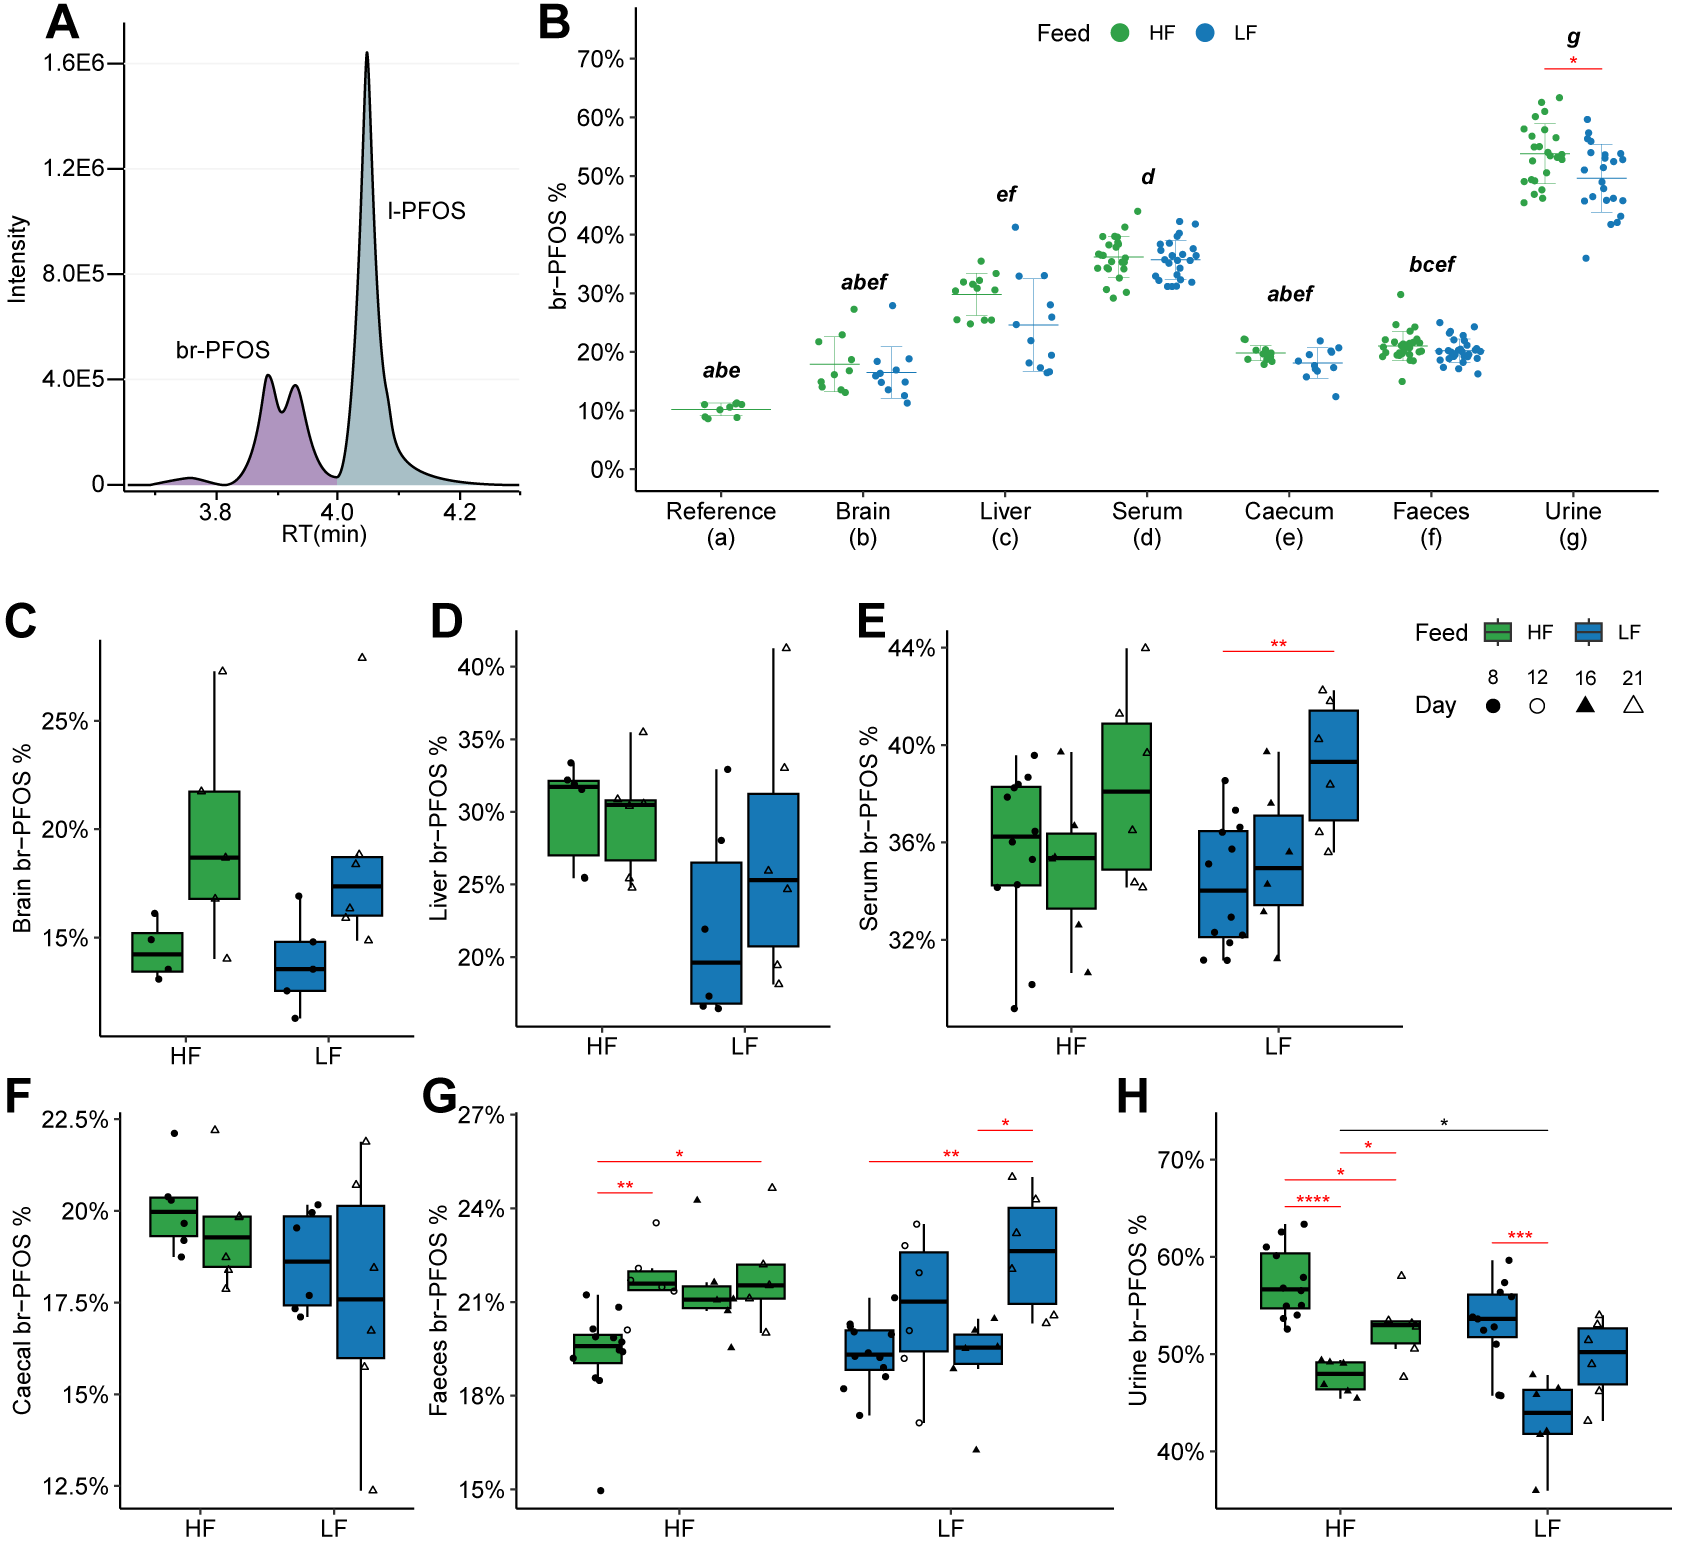 A
Intensity
1.6E6
1.2E6
8.0E5
4.0E5
0
br-PFOS
l-PFOS
3.8
4.0
4.2
RT(min)
B
Feed HF LF
br−PFOS %
70%
60%
50%
40%
30%
20%
10%
0%
abe
abef
ef
d
abef
bcef
g
*
Reference
(a)
Brain
(b)
Liver
(c)
Serum
(d)
Caecum
(e)
Faeces
(f)
Urine
(g)
C
Brain br−PFOS %
25%
20%
15%
HF
LF
D
Liver br−PFOS %
40%
35%
30%
25%
20%
HF
LF
E
Serum br−PFOS %
44%
40%
36%
32%
**
HF
LF
Feed HF LF
8 12 16 21
Day
F
Caecal br−PFOS %
22.5%
20%
17.5%
15%
12.5%
HF
LF
G
Faeces br−PFOS %
27%
24%
21%
18%
15%
*
**
*
**
HF
LF
H
Urine br−PFOS %
70%
60%
50%
40%
*
*
*
****
***
HF
LF